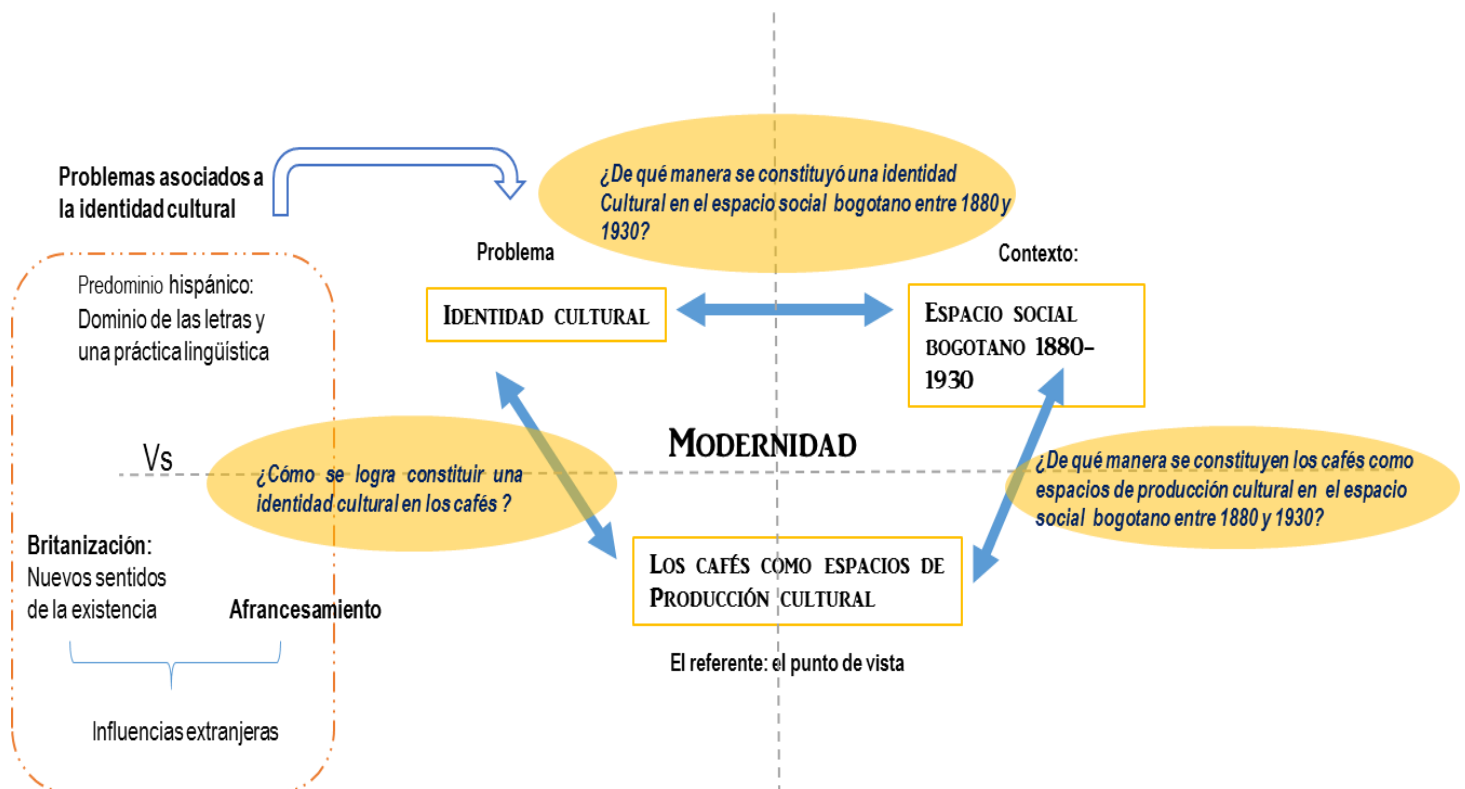 ¿De qué manera se constituyó una identidad
Cultural en el espacio social bogotano entre 1880 y
1930?
Problemas asociados a
la identidad cultural
Problema
Contexto:
Predominio hispánico:
Dominio de las letras y
una práctica lingüística
IDENTIDAD CULTURAL
ESPACIO SOCIAL
BOGOTANO 1880-
1930
Vs
MODERNIDAD
¿Cómo se logra constituir una
identidad cultural en los cafés ?
¿De qué manera se constituyen los cafés como
espacios de producción cultural en el espacio
social bogotano entre 1880 y 1930?
Britanización:
Nuevos sentidos
de la existencia
Afrancesamiento
LOS CAFÉS COMO ESPACIOS DE
PRODUCCIÓN CULTURAL
El referente: el punto de vista
Influencias extranjeras